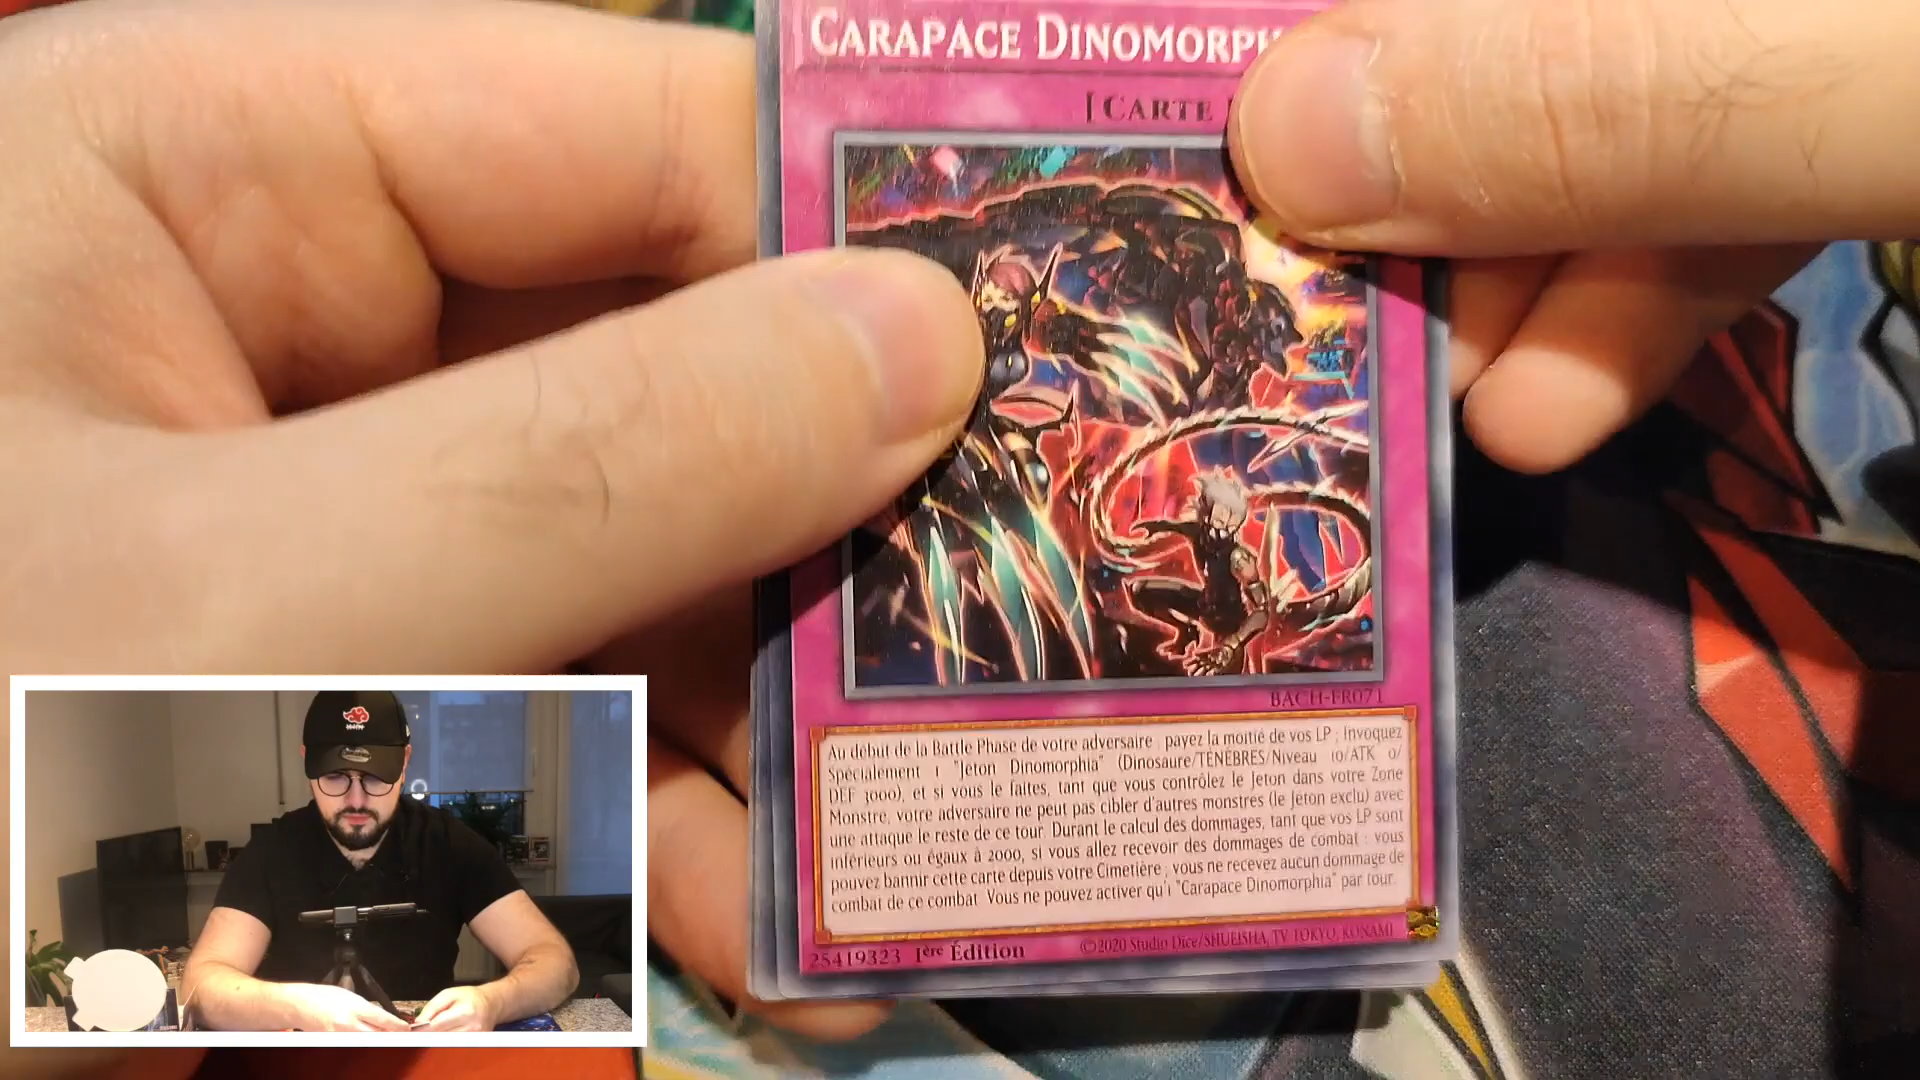 CARAPACE DINOMORPH
[CARTE
BACH-FR071
Au début de la Battle Phase de votre adversaire : payez la moitié de vos LP ; Invoquez
Spécialement 1 "Jeton Dinomorphia" (Dinosaure/TÉNÈBRES/Niveau 10/ATK 0/
DEF 3000), et si vous le faites, tant que vous contrôlez le Jeton dans votre Zone
Monstre, votre adversaire ne peut pas cibler d'autres monstres (le Jeton exclu) avec
une attaque le reste de ce tour. Durant le calcul des dommages, tant que vos LP sont
inférieurs ou égaux à 2000, si vous allez recevoir des dommages de combat : vous
pouvez bannir cette carte depuis votre Cimetière ; vous ne recevez aucun dommage de
combat de ce combat. Vous ne pouvez activer qu'1 "Carapace Dinomorphia" par tour.
25419323 1ère Édition ©2020 Studio Dice/SHUEISHA, TV TOKYO, KONAMI